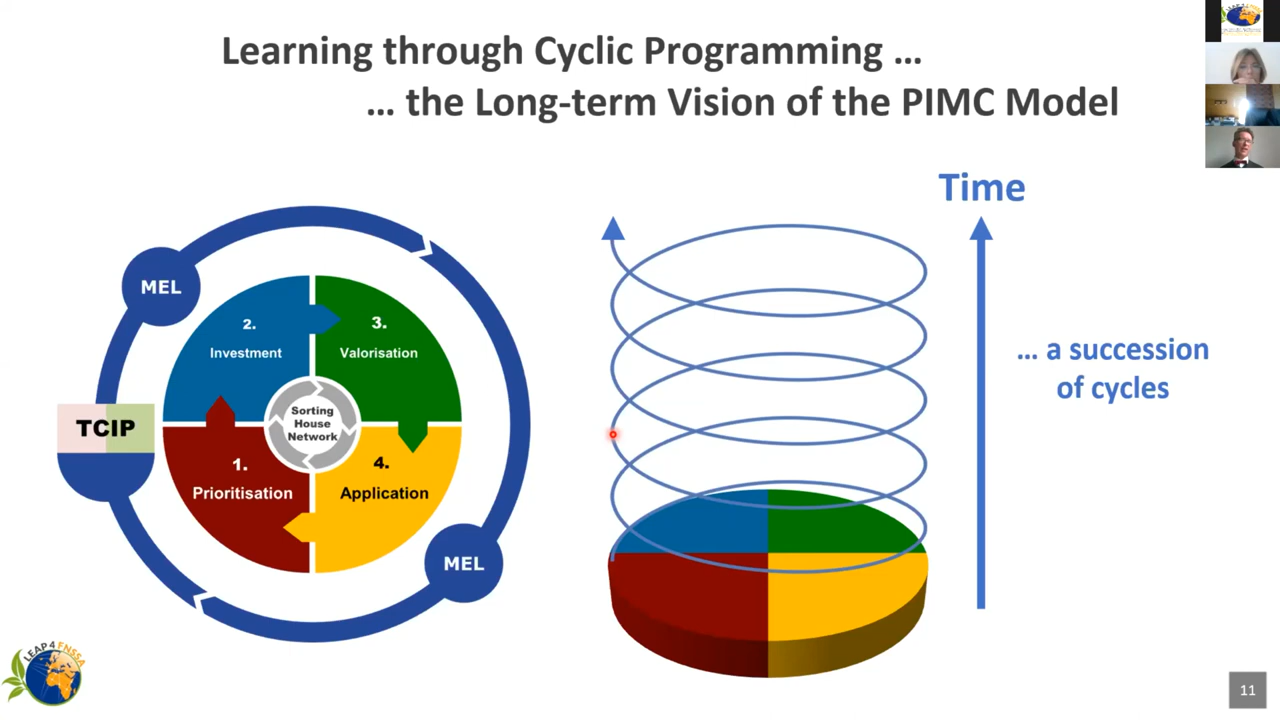 Learning through Cyclic Programming ...
... the Long-term Vision of the PIMC Model
Time
MEL
2.
Investment
3.
Valorisation
... a succession
of cycles
Sorting
House
Network
TCIP
1.
Prioritisation
4.
Application
MEL
LEAP4FNSSA
11